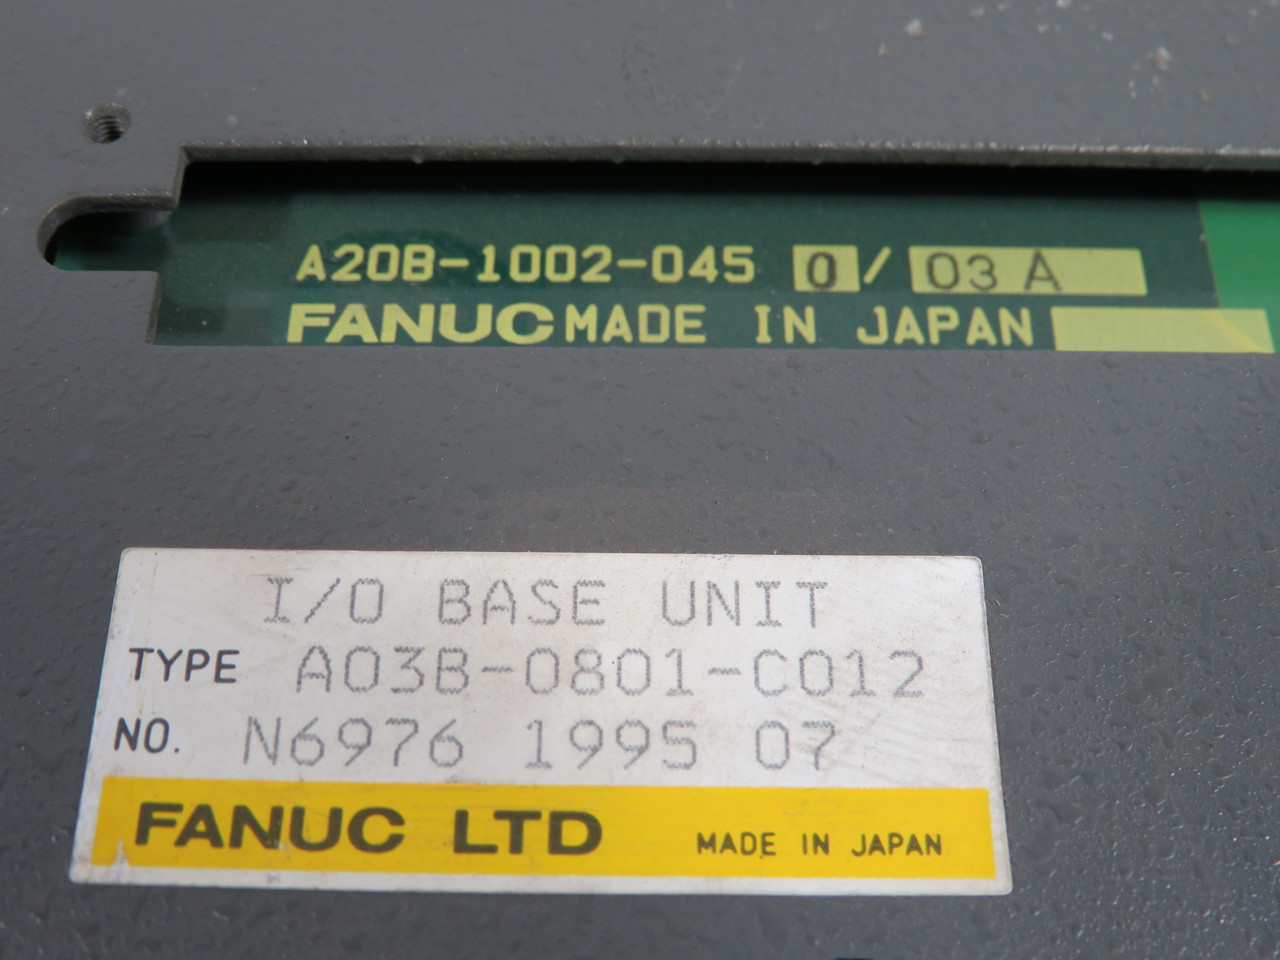 A20B-1002-045 0/ 03A
FANUC MADE IN JAPAN
I/O BASE UNIT
TYPE A03B-0801-C012
NO. N6976 1995 07
FANUC LTD MADE IN JAPAN